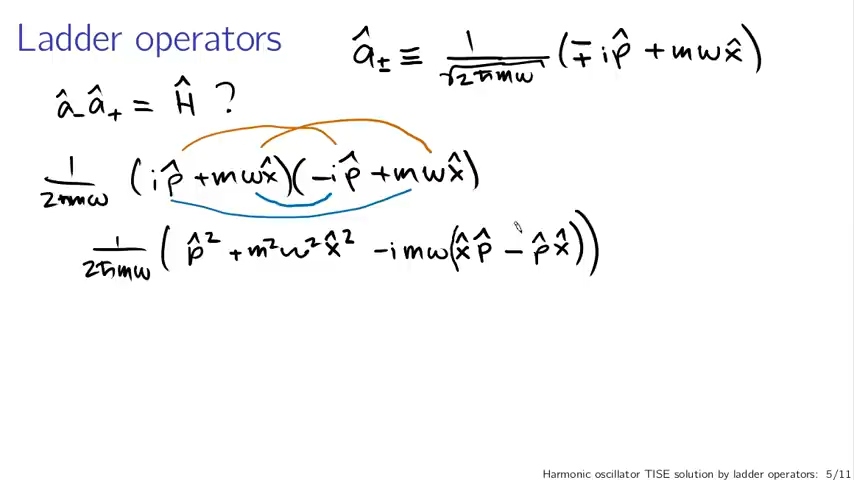 Ladder operators
â± ≡ 1/√(2ħmω) (∓ip̂ + mωx̂)
â₋â₊ = Ĥ ?
1/(2ħmω) (ip̂ + mωx̂)(-ip̂ + mωx̂)
1/(2ħmω) (p̂² + m²ω²x̂² - imω(x̂p̂ - p̂x̂))
Harmonic oscillator TISE solution by ladder operators: 5/11